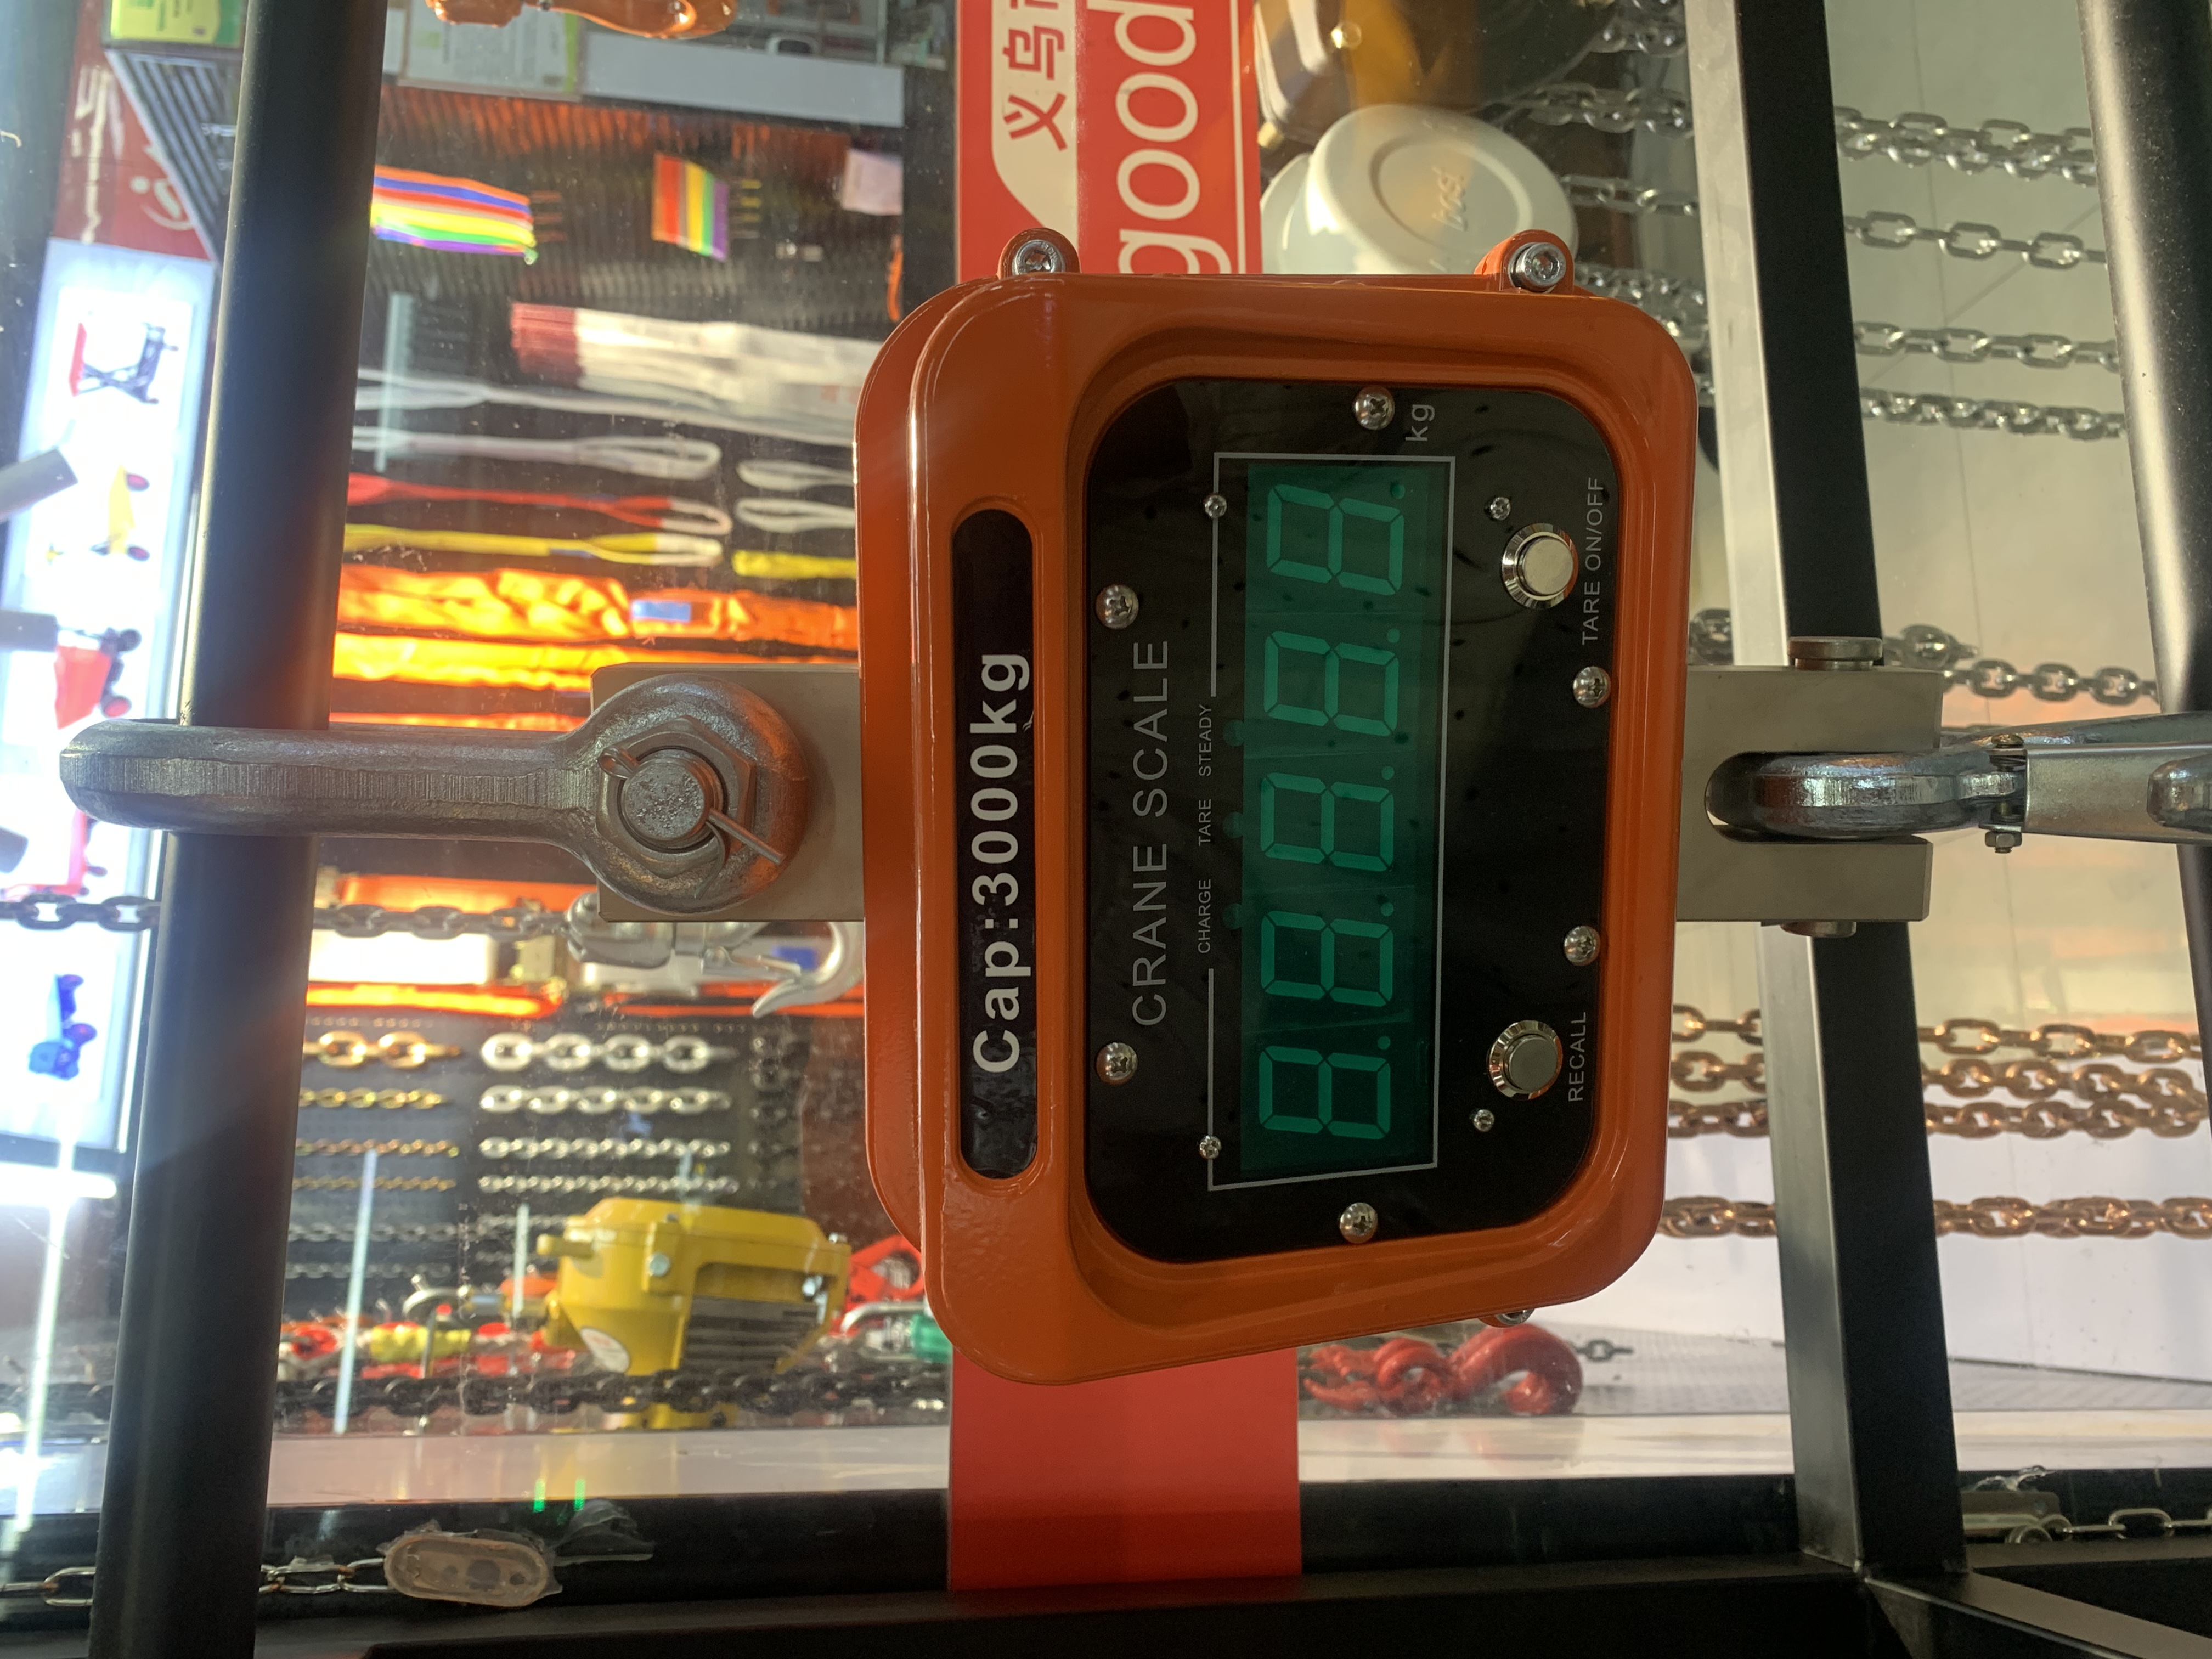 义乌
good
Cap:3000kg
CRANE SCALE
CHARGE TARE STEADY
8.8.8.8.8.
kg
RECALL
TARE ON/OFF